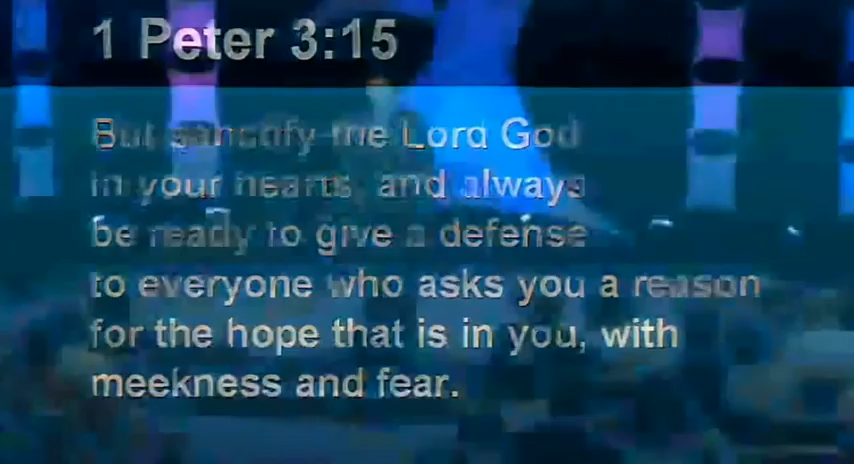 1 Peter 3:15
But sanctify the Lord God
in your hearts, and always
be ready to give a defense
to everyone who asks you a reason
for the hope that is in you, with
meekness and fear.